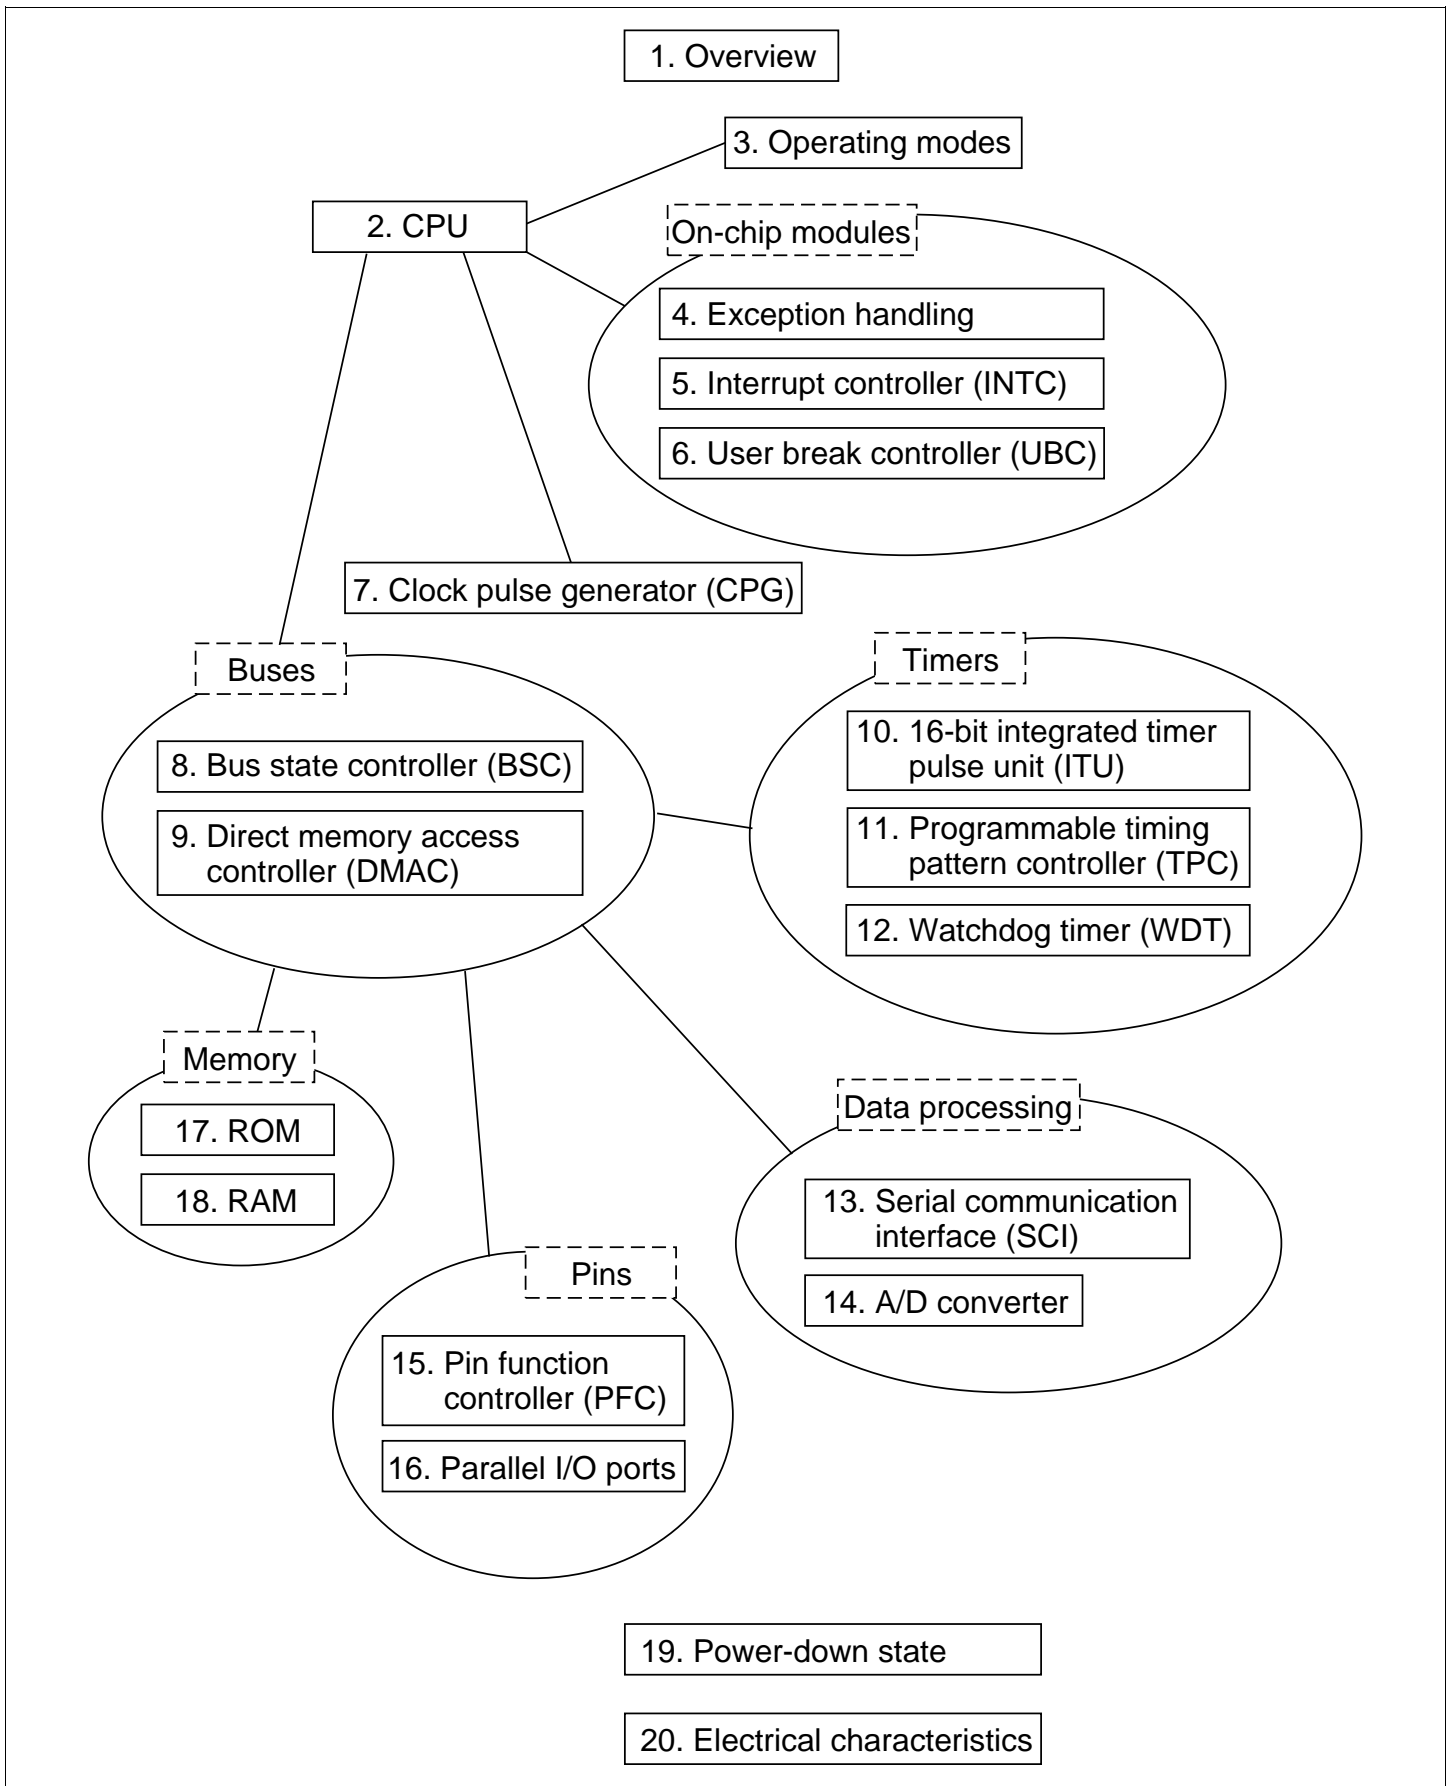 1. Overview
3. Operating modes
2. CPU
On-chip modules
4. Exception handling
5. Interrupt controller (INTC)
6. User break controller (UBC)
7. Clock pulse generator (CPG)
Buses
8. Bus state controller (BSC)
9. Direct memory access
controller (DMAC)
Timers
10. 16-bit integrated timer
pulse unit (ITU)
11. Programmable timing
pattern controller (TPC)
12. Watchdog timer (WDT)
Memory
17. ROM
18. RAM
Data processing
13. Serial communication
interface (SCI)
14. A/D converter
Pins
15. Pin function
controller (PFC)
16. Parallel I/O ports
19. Power-down state
20. Electrical characteristics